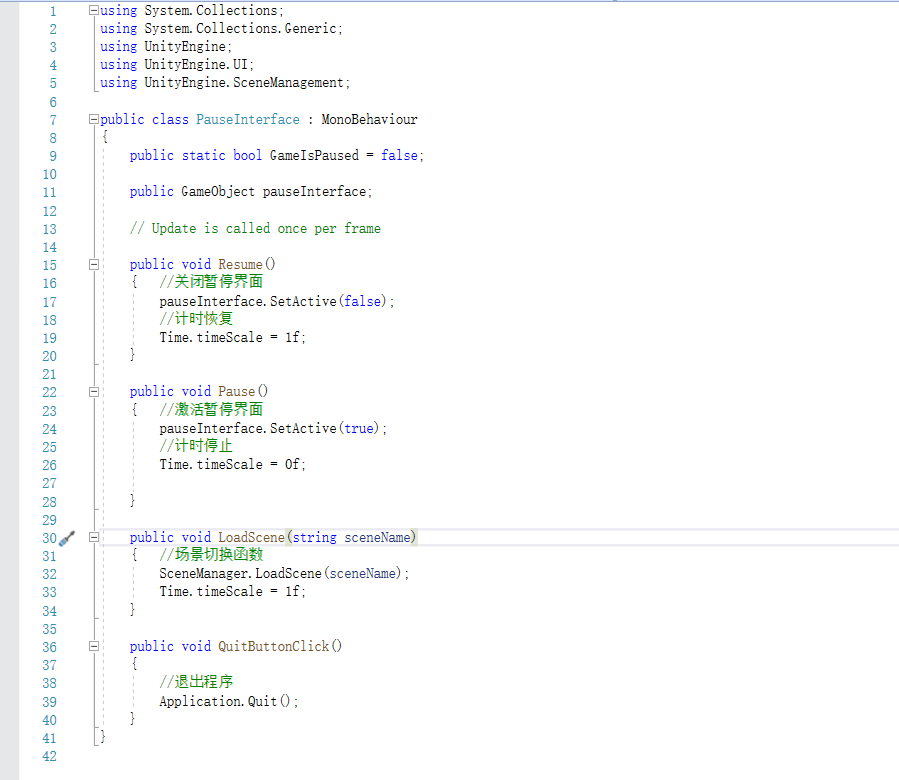 1 using System.Collections;
2 using System.Collections.Generic;
3 using UnityEngine;
4 using UnityEngine.UI;
5 using UnityEngine.SceneManagement;
6
7 public class PauseInterface : MonoBehaviour
8 {
9 public static bool GameIsPaused = false;
10
11 public GameObject pauseInterface;
12
13 // Update is called once per frame
14
15 public void Resume()
16 { //关闭暂停界面
17 pauseInterface.SetActive(false);
18 //计时恢复
19 Time.timeScale = 1f;
20 }
21
22 public void Pause()
23 { //激活暂停界面
24 pauseInterface.SetActive(true);
25 //计时停止
26 Time.timeScale = 0f;
27
28 }
29
30 public void LoadScene(string sceneName)
31 { //场景切换函数
32 SceneManager.LoadScene(sceneName);
33 Time.timeScale = 1f;
34 }
35
36 public void QuitButtonClick()
37 {
38 //退出程序
39 Application.Quit();
40 }
41 }
42